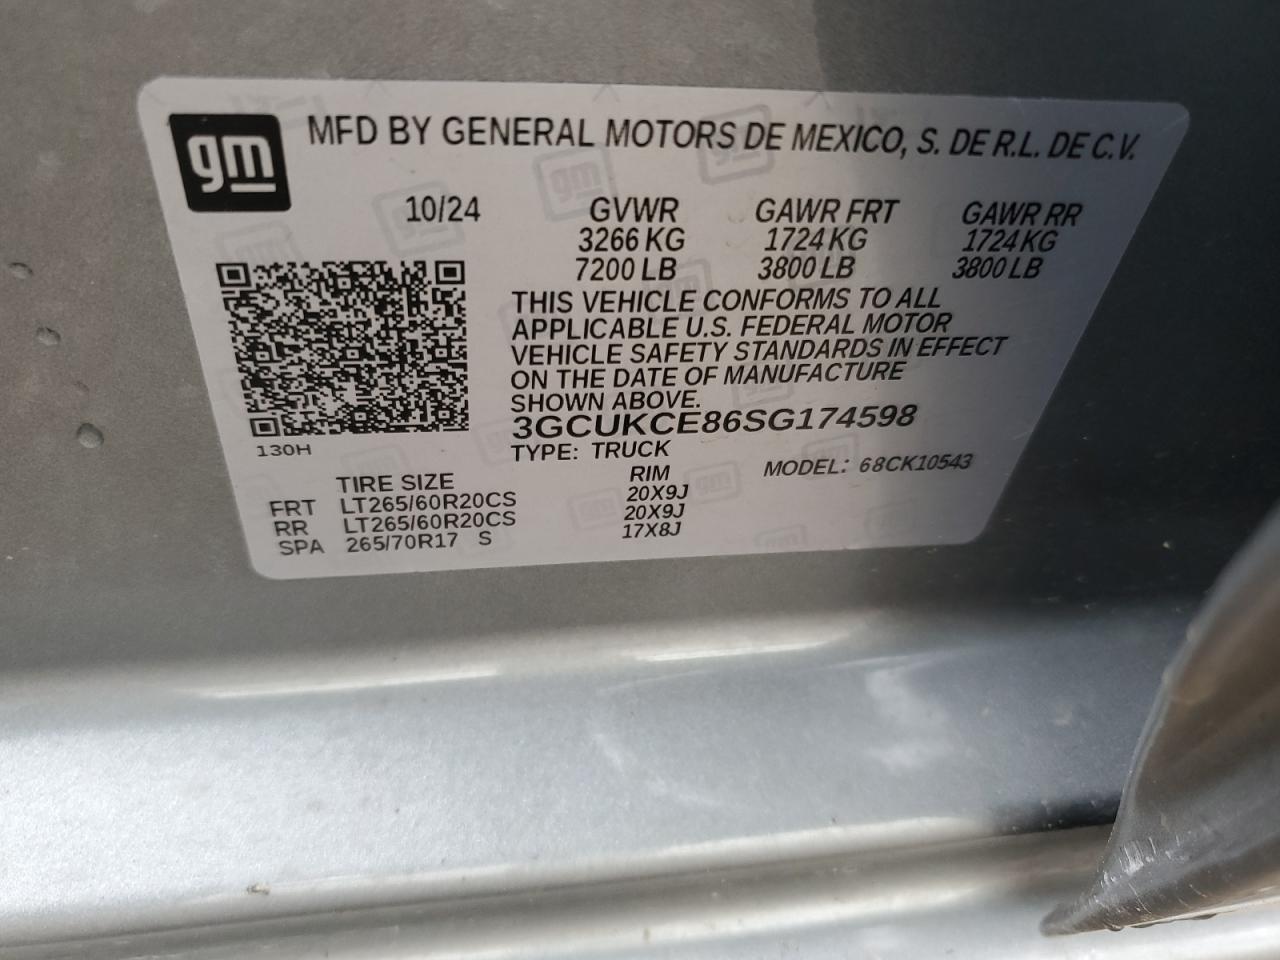 gm
MFD BY GENERAL MOTORS DE MEXICO, S. DE R.L. DE C.V.
10/24 GVWR GAWR FRT GAWR RR
3266 KG 1724 KG 1724 KG
7200 LB 3800 LB 3800 LB
THIS VEHICLE CONFORMS TO ALL
APPLICABLE U.S. FEDERAL MOTOR
VEHICLE SAFETY STANDARDS IN EFFECT
ON THE DATE OF MANUFACTURE
SHOWN ABOVE.
3GCUKCE86SG174598
130H
TYPE: TRUCK
MODEL: 68CK10543
TIRE SIZE RIM
FRT LT265/60R20CS 20X9J
RR LT265/60R20CS 20X9J
SPA 265/70R17 S 17X8J